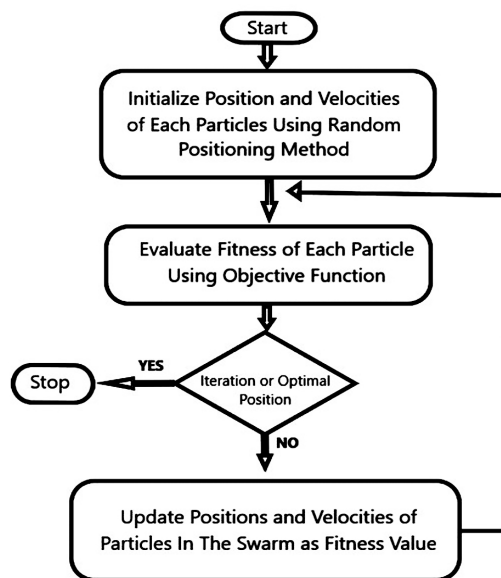 Start
Initialize Position and Velocities
of Each Particles Using Random
Positioning Method
Evaluate Fitness of Each Particle
Using Objective Function
YES
Stop
Iteration or Optimal
Position
NO
Update Positions and Velocities of
Particles In The Swarm as Fitness Value